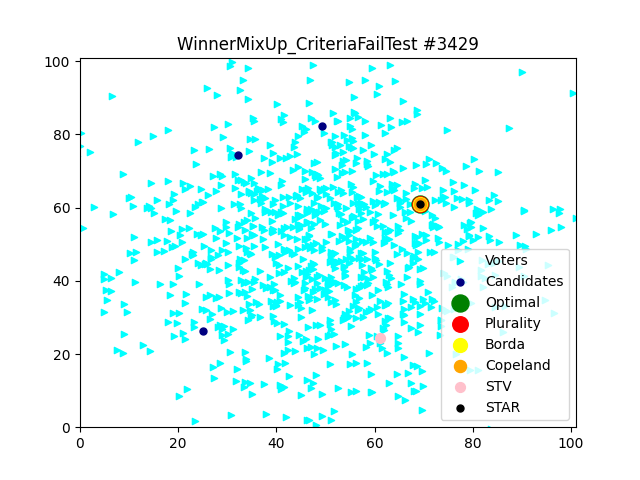 WinnerMixUp_CriteriaFailTest #3429
100
80
60
40
20
0
0
20
40
60
80
100
Voters
Candidates
Optimal
Plurality
Borda
Copeland
STV
STAR